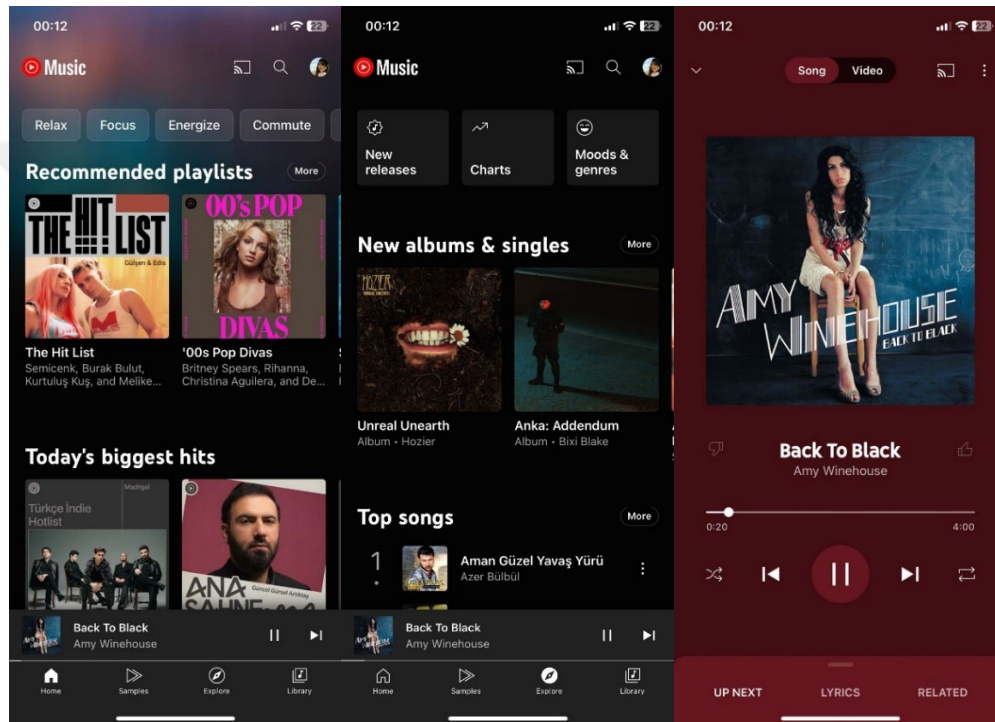 00:12
22
Music
Relax
Focus
Energize
Commute
Recommended playlists
More
THE HIT LIST
Gülşen & Edis
00's POP
DIVAS
The Hit List
Semicenk, Burak Bulut,
Kurtuluş Kuş, and Melike...
'00s Pop Divas
Britney Spears, Rihanna,
Christina Aguilera, and De...
Today's biggest hits
Madrigal
Türkçe İndie
Hotlist
ANA
SAHNE
Back To Black
Amy Winehouse
Home
Samples
Explore
Library
00:12
22
Music
New
releases
Charts
Moods &
genres
New albums & singles
More
HOZIER
Unreal Unearth
Album • Hozier
Anka: Addendum
Album • Bixi Blake
Top songs
More
1
Aman Güzel Yavaş Yürü
Azer Bülbül
Back To Black
Amy Winehouse
Home
Samples
Explore
Library
00:12
22
Song
Video
AMY
WINEHOUSE
BACK TO BLACK
Back To Black
Amy Winehouse
0:20
4:00
UP NEXT
LYRICS
RELATED